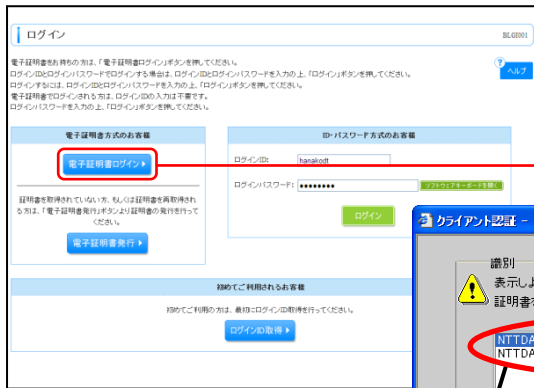 ログイン
BLGI001
電子証明書をお持ちの方は、「電子証明書ログイン」ボタンを押してください。
ログインIDとログインパスワードでログインする場合は、ログインIDとログインパスワードを入力の上、「ログイン」ボタンを押してください。
ログインするには、ログインIDとログインパスワードを入力の上、「ログイン」ボタンを押してください。
電子証明書でログインされる方は、ログインIDの入力は不要です。
ログインパスワードを入力の上、「ログイン」ボタンを押してください。
?
ヘルプ
電子証明書方式のお客様
電子証明書ログイン
証明書を取得されていない方、もしくは証明書を再取得され
る方は、「電子証明書発行」ボタンより証明書の発行を行って
ください。
電子証明書発行
ID・パスワード方式のお客様
ログインID:
hanakodt
ログインパスワード:
ソフトウェアキーボードを開く
ログイン
初めてご利用されるお客様
初めてご利用の方は、最初にログインID取得を行ってください。
ログインID取得
クライアント認証 -
識別
表示しよ
証明書を
NTTDA
NTTDA